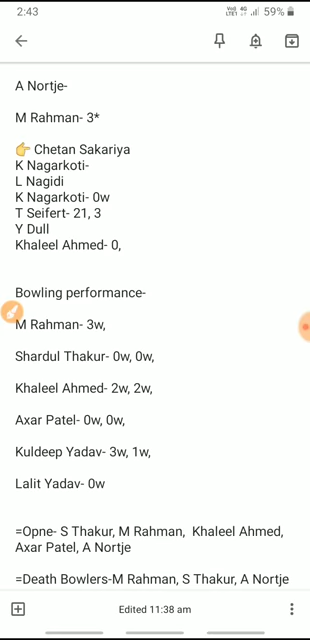 2:43
Vo)) 4G LTE1 59%
A Nortje-
M Rahman- 3*
👉 Chetan Sakariya
K Nagarkoti-
L Nagidi
K Nagarkoti- 0w
T Seifert- 21, 3
Y Dull
Khaleel Ahmed- 0,
Bowling performance-
M Rahman- 3w,
Shardul Thakur- 0w, 0w,
Khaleel Ahmed- 2w, 2w,
Axar Patel- 0w, 0w,
Kuldeep Yadav- 3w, 1w,
Lalit Yadav- 0w
=Opne- S Thakur, M Rahman, Khaleel Ahmed,
Axar Patel, A Nortje
=Death Bowlers-M Rahman, S Thakur, A Nortje
Edited 11:38 am